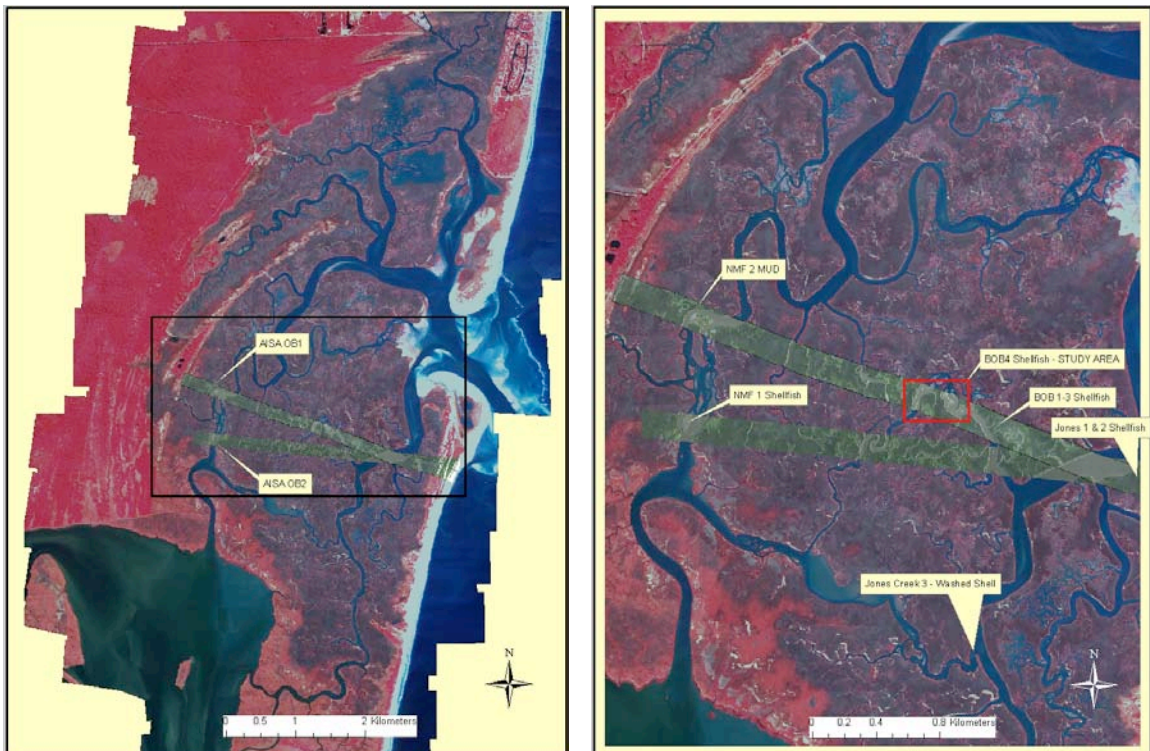 AISA OB1
AISA OB2
N
0 0.5 1 2 Kilometers
NMF 2 MUD
BOB4 Shellfish - STUDY AREA
NMF 1 Shellfish
BOB 1-3 Shellfish
Jones 1 & 2 Shellfish
Jones Creek 3 - Washed Shell
N
0 0.2 0.4 0.8 Kilometers